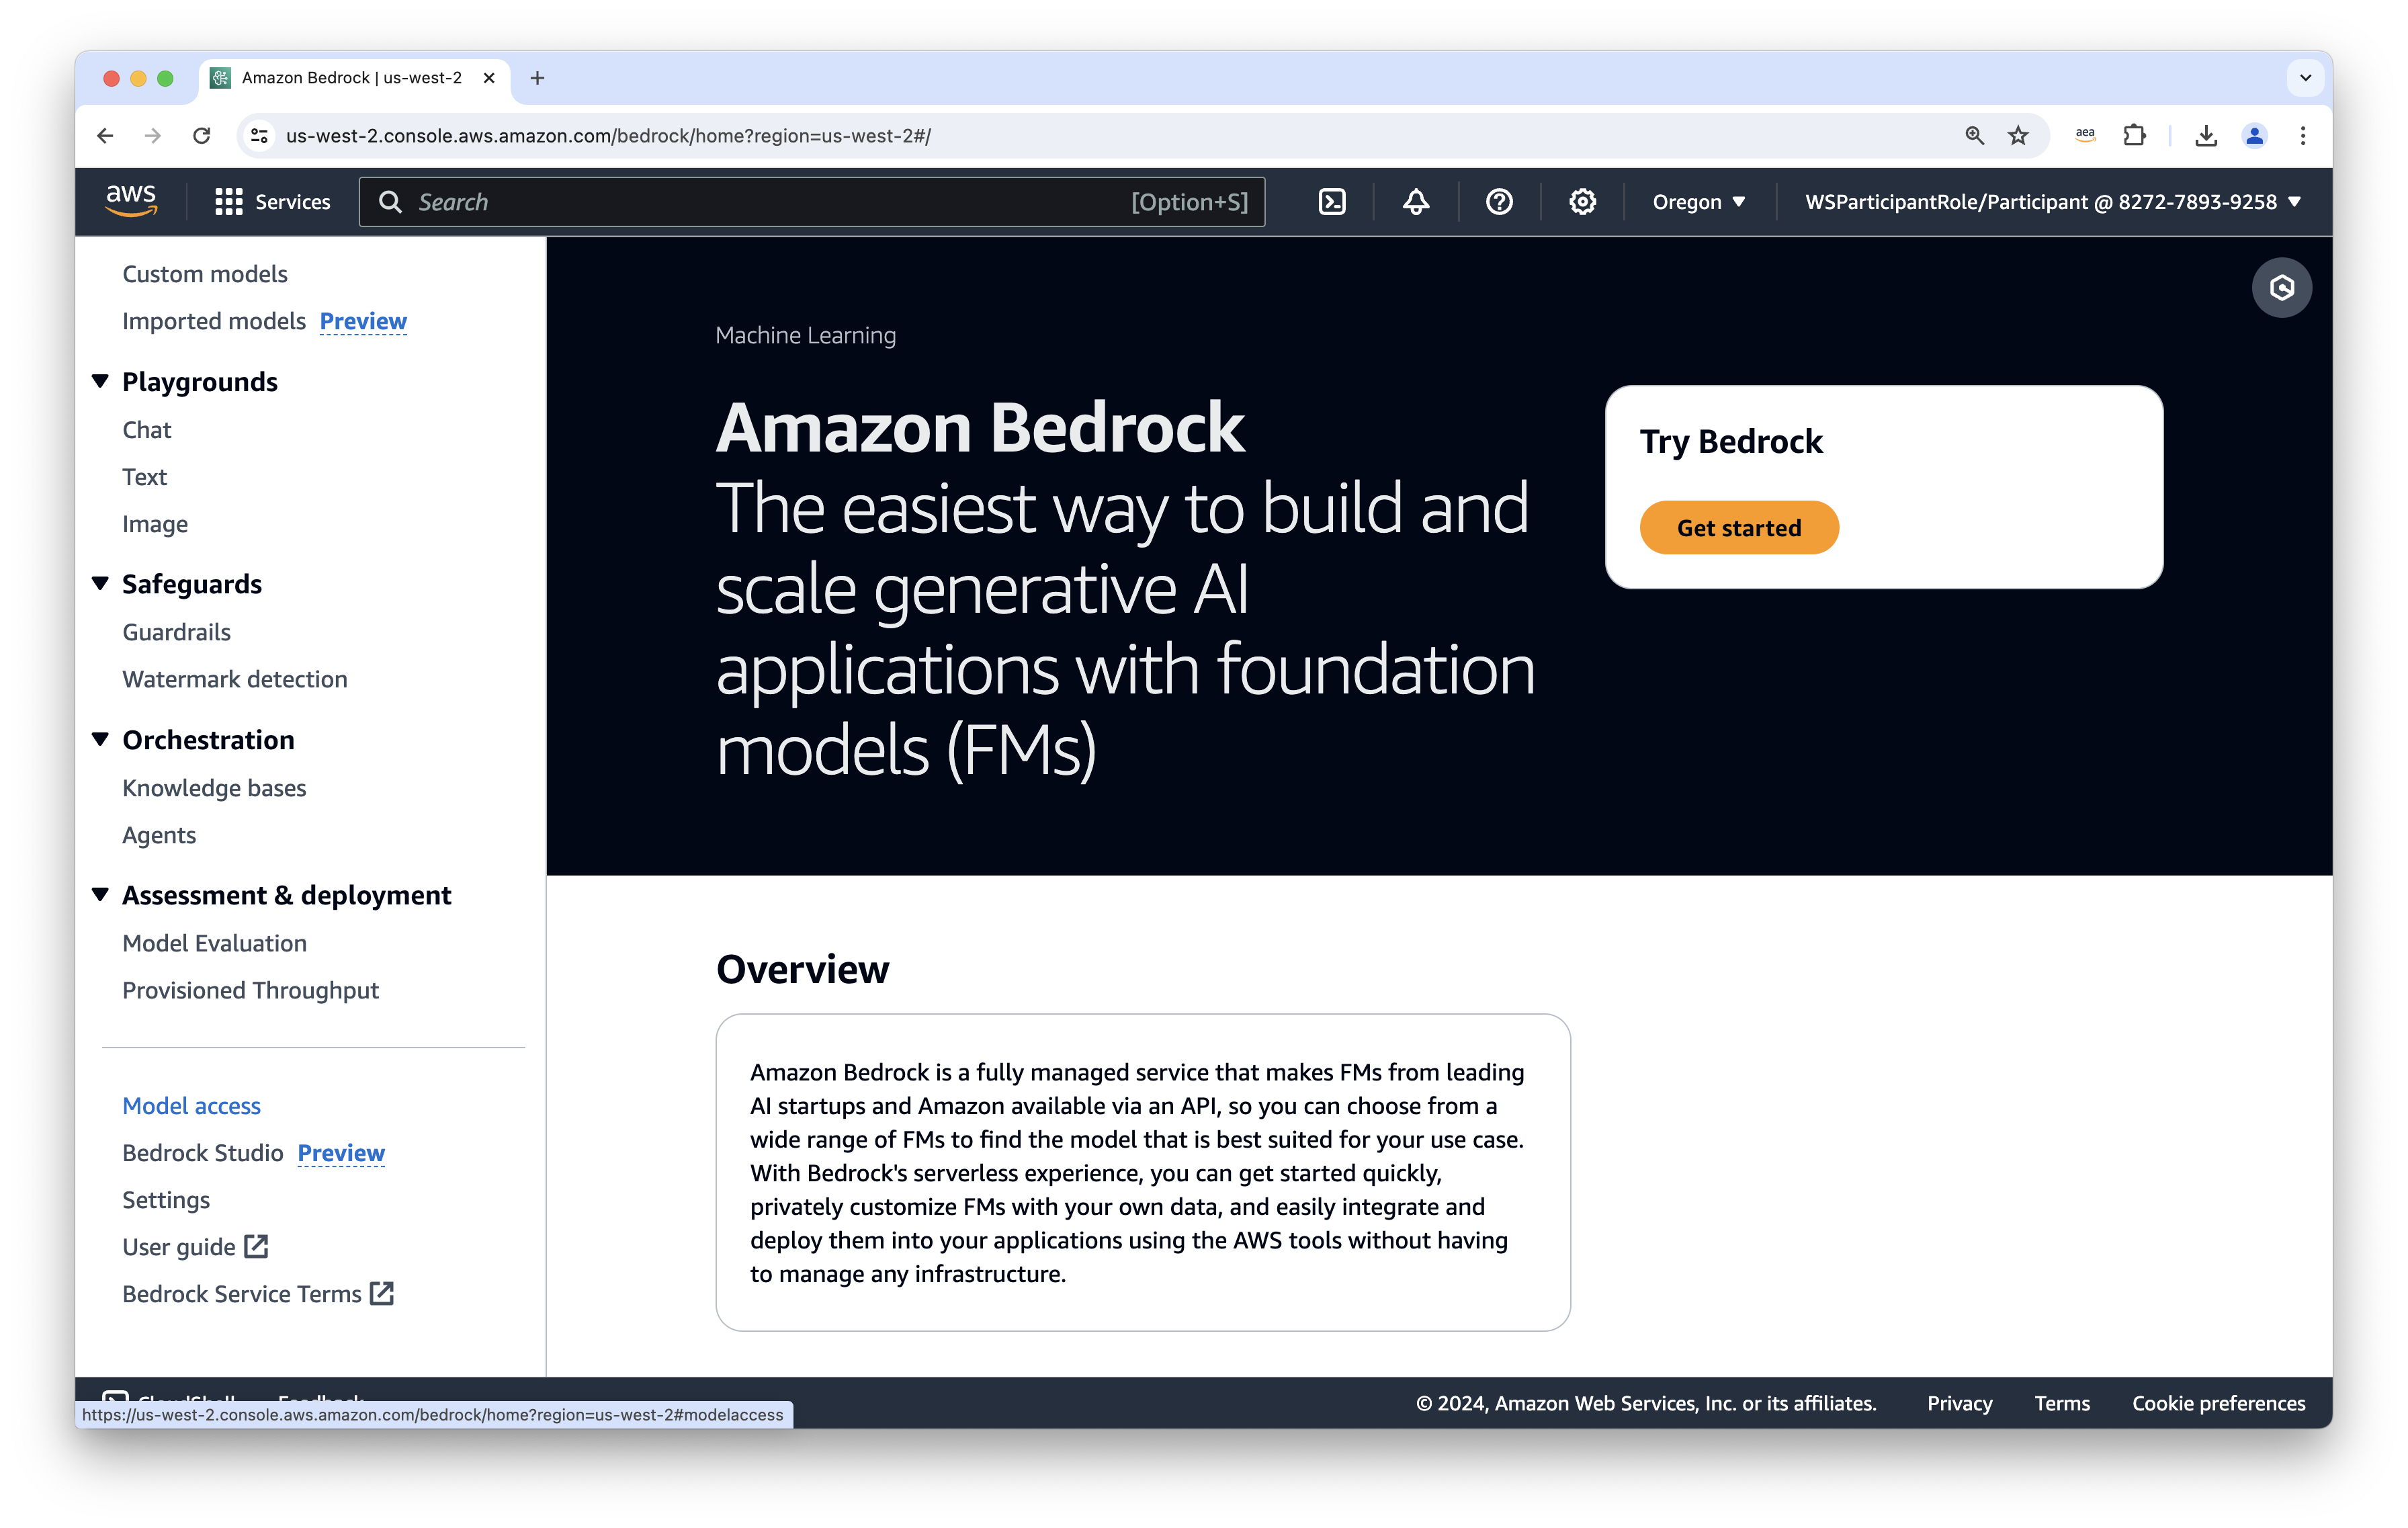 Amazon Bedrock | us-west-2
us-west-2.console.aws.amazon.com/bedrock/home?region=us-west-2#/
aea
aws
Services
Search
[Option+S]
Oregon
WSParticipantRole/Participant @ 8272-7893-9258
Custom models
Imported models Preview
Playgrounds
Chat
Text
Image
Safeguards
Guardrails
Watermark detection
Orchestration
Knowledge bases
Agents
Assessment & deployment
Model Evaluation
Provisioned Throughput
Model access
Bedrock Studio Preview
Settings
User guide
Bedrock Service Terms
Machine Learning
Amazon Bedrock
The easiest way to build and
scale generative AI
applications with foundation
models (FMs)
Try Bedrock
Get started
Overview
Amazon Bedrock is a fully managed service that makes FMs from leading
AI startups and Amazon available via an API, so you can choose from a
wide range of FMs to find the model that is best suited for your use case.
With Bedrock's serverless experience, you can get started quickly,
privately customize FMs with your own data, and easily integrate and
deploy them into your applications using the AWS tools without having
to manage any infrastructure.
CloudShell
Feedback
https://us-west-2.console.aws.amazon.com/bedrock/home?region=us-west-2#modelaccess
© 2024, Amazon Web Services, Inc. or its affiliates.
Privacy
Terms
Cookie preferences